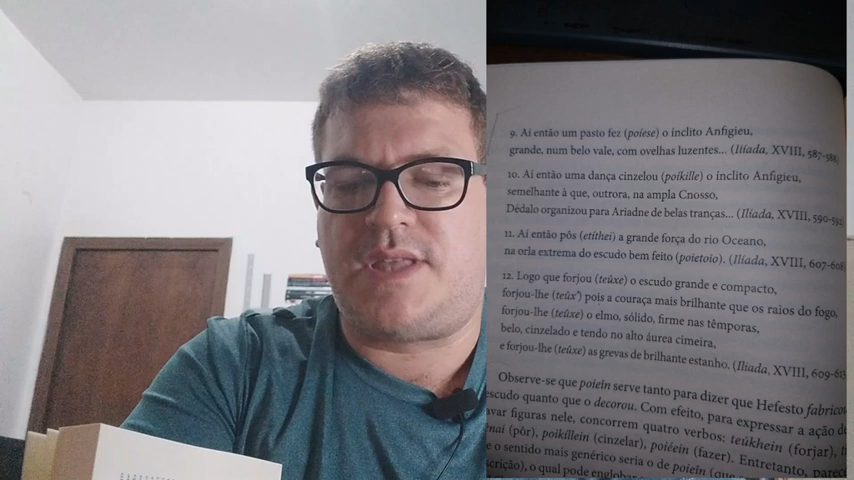 9. Aí então um pasto fez (poíese) o ínclito Anfigieu,
grande, num belo vale, com ovelhas luzentes... (Ilíada, XVIII, 587-588)
10. Aí então uma dança cinzelou (poíkille) o ínclito Anfigieu,
semelhante à que, outrora, na ampla Cnosso,
Dédalo organizou para Ariadne de belas tranças... (Ilíada, XVIII, 590-592)
11. Aí então pôs (etíthei) a grande força do rio Oceano,
na orla extrema do escudo bem feito (poietoio). (Ilíada, XVIII, 607-608)
12. Logo que forjou (teûxe) o escudo grande e compacto,
forjou-lhe (teûx') pois a couraça mais brilhante que os raios do fogo,
forjou-lhe (teûxe) o elmo, sólido, firme nas têmporas,
belo, cinzelado e tendo no alto áurea cimeira,
e forjou-lhe (teûxe) as grevas de brilhante estanho. (Ilíada, XVIII, 609-613
Observe-se que poieîn serve tanto para dizer que Hefesto fabricou
escudo quanto que o decorou. Com efeito, para expressar a ação de
avar figuras nele, concorrem quatro verbos: teúkhein (forjar),
nai (pôr), poikíllein (cinzelar), poiéein (fazer). Entretanto,
e o sentido mais genérico seria o de poieîn
crição), o qual pode